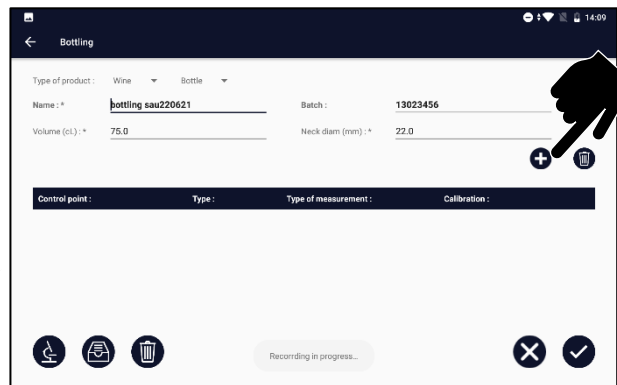 14:09
Bottling
Type of product : Wine Bottle
Name : * bottling sau220621 Batch : 13023456
Volume (cl.) : * 75.0 Neck diam (mm) : * 22.0
Control point : Type : Type of measurement : Calibration :
Recorrding in progress...